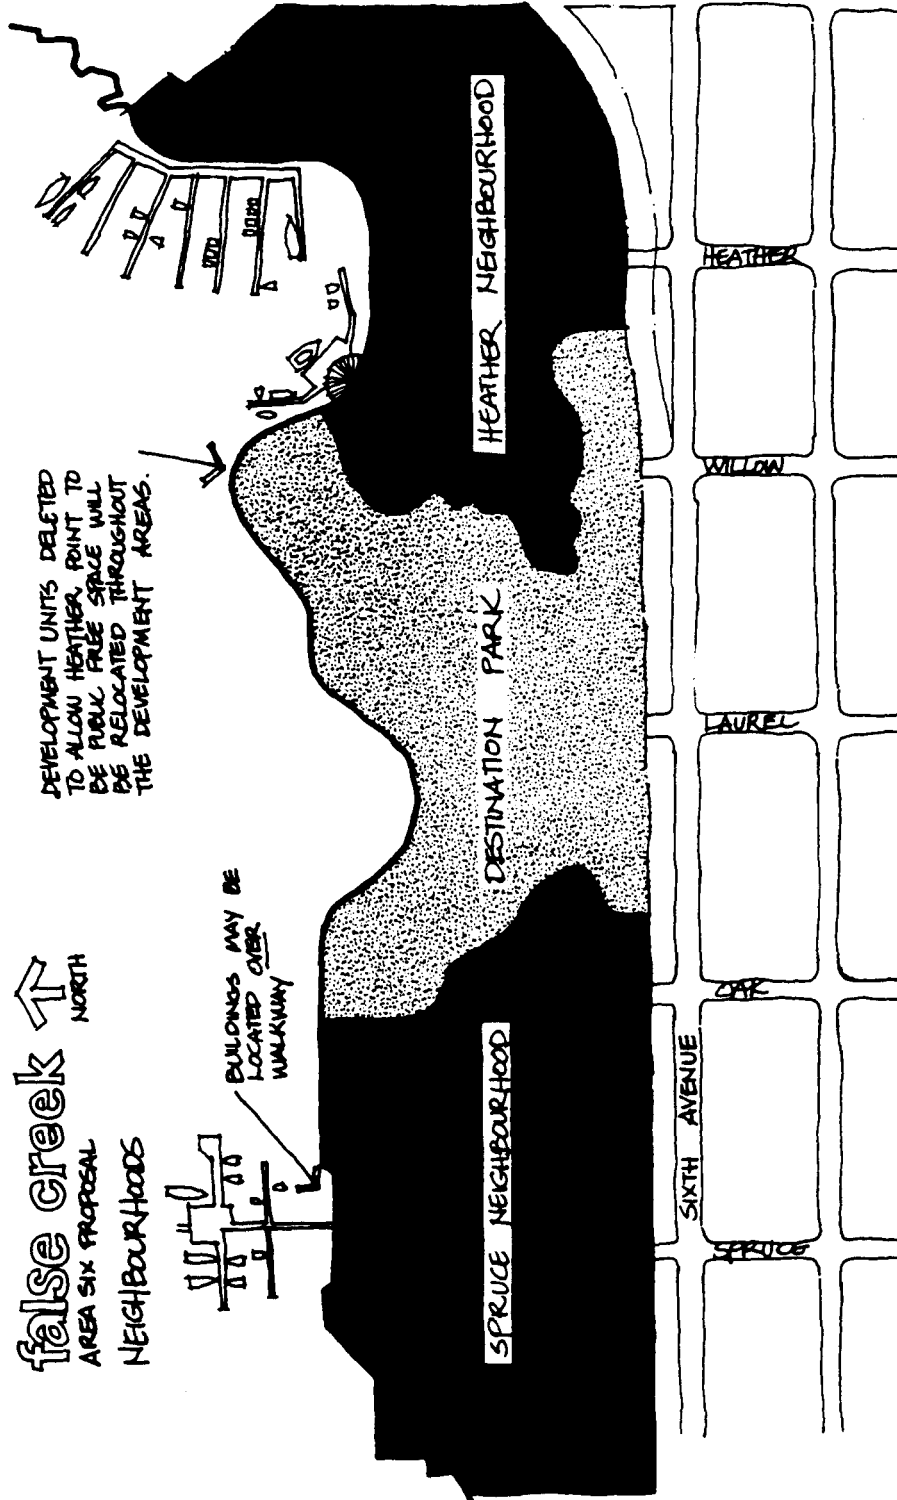 false creek
AREA SIX PROPOSAL
NEIGHBOURHOODS
NORTH
DEVELOPMENT UNITS DELETED
TO ALLOW HEATHER POINT TO
BE PUBLIC FREE SPACE WILL
BE RELOCATED THROUGHOUT
THE DEVELOPMENT AREAS.
BUILDINGS MAY BE
LOCATED OVER
WALKWAY
SPRUCE NEIGHBOURHOOD
DESTINATION PARK
HEATHER NEIGHBOURHOOD
SIXTH AVENUE
SPRUCE
OAK
LAUREL
WILLOW
HEATHER